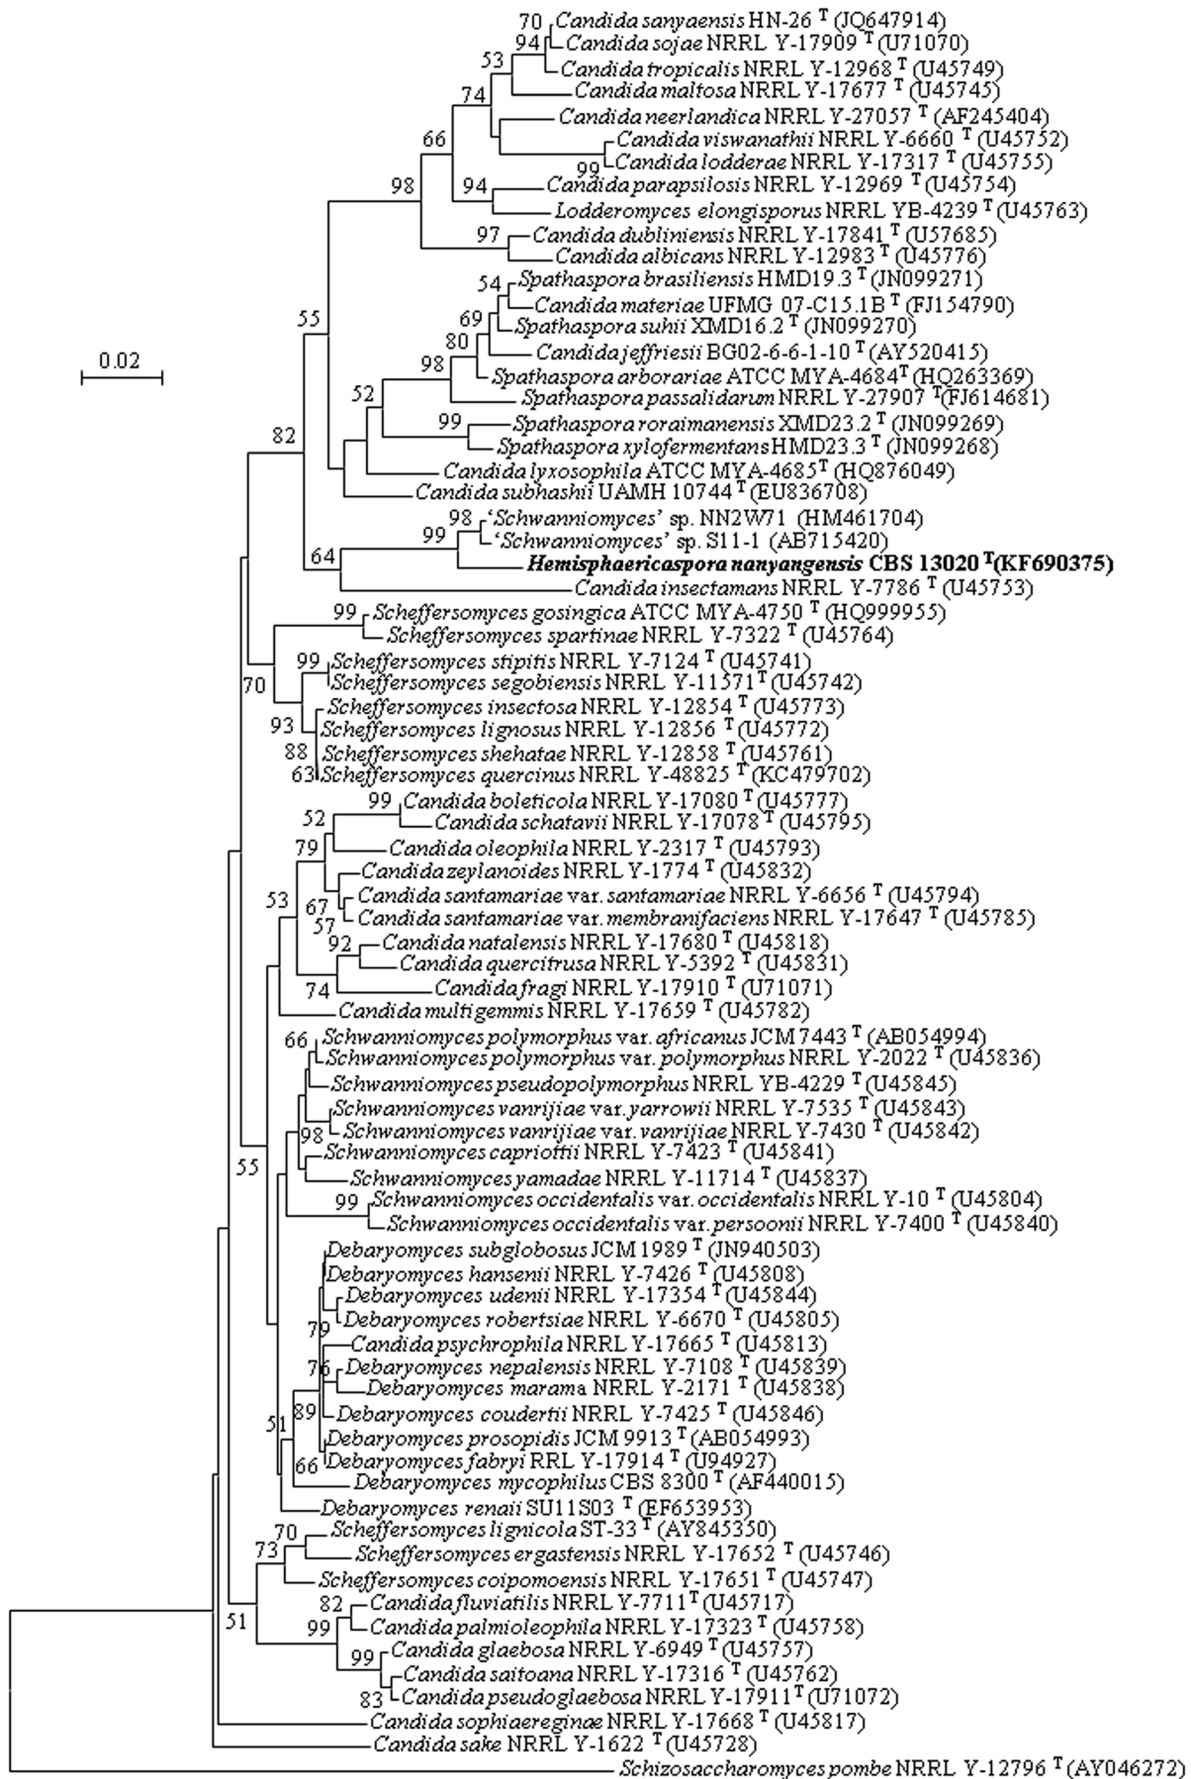 70 Candida sanyaensis HN-26 T (JQ647914)
94 Candida sojae NRRL Y-17909 T (U71070)
53 Candida tropicalis NRRL Y-12968 T (U45749)
74 Candida maltosa NRRL Y-17677 T (U45745)
Candida neerlandica NRRL Y-27057 T (AF245404)
66 Candida viswanathii NRRL Y-6660 T (U45752)
99 Candida lodderae NRRL Y-17317 T (U45755)
98 94 Candida parapsilosis NRRL Y-12969 T (U45754)
Lodderomyces elongisporus NRRL YB-4239 T (U45763)
97 Candida dubliniensis NRRL Y-17841 T (U57685)
Candida albicans NRRL Y-12983 T (U45776)
54 Spathaspora brasiliensis HMD19.3 T (JN099271)
Candida materiae UFMG 07-C15.1B T (FJ154790)
55 69 Spathaspora suhii XMD16.2 T (JN099270)
80 Candida jeffriesii BG02-6-6-1-10 T (AY520415)
0.02 98 Spathaspora arborariae ATCC MYA-4684 T (HQ263369)
52 Spathaspora passalidarum NRRL Y-27907 T (FJ614681)
99 Spathaspora roraimanensis XMD23.2 T (JN099269)
82 Spathaspora xylofermentans HMD23.3 T (JN099268)
Candida lyxosophila ATCC MYA-4685 T (HQ876049)
Candida subhashii UAMH 10744 T (EU836708)
98 'Schwanniomyces' sp. NN2W71 (HM461704)
99 'Schwanniomyces' sp. S11-1 (AB715420)
64 Hemisphaericaspora nanyangensis CBS 13020 T (KF690375)
Candida insectamans NRRL Y-7786 T (U45753)
99 Scheffersomyces gosingica ATCC MYA-4750 T (HQ999955)
Scheffersomyces spartinae NRRL Y-7322 T (U45764)
99 Scheffersomyces stipitis NRRL Y-7124 T (U45741)
70 Scheffersomyces segobiensis NRRL Y-11571 T (U45742)
Scheffersomyces insectosa NRRL Y-12854 T (U45773)
93 Scheffersomyces lignosus NRRL Y-12856 T (U45772)
88 Scheffersomyces shehatae NRRL Y-12858 T (U45761)
63 Scheffersomyces quercinus NRRL Y-48825 T (KC479702)
99 Candida boleticola NRRL Y-17080 T (U45777)
52 Candida schatavii NRRL Y-17078 T (U45795)
79 Candida oleophila NRRL Y-2317 T (U45793)
Candida zeylanoides NRRL Y-1774 T (U45832)
53 67 Candida santamariae var. santamariae NRRL Y-6656 T (U45794)
57 Candida santamariae var. membranifaciens NRRL Y-17647 T (U45785)
92 Candida natalensis NRRL Y-17680 T (U45818)
Candida quercitrusa NRRL Y-5392 T (U45831)
74 Candida fragi NRRL Y-17910 T (U71071)
Candida multigemmis NRRL Y-17659 T (U45782)
66 Schwanniomyces polymorphus var. africanus JCM 7443 T (AB054994)
Schwanniomyces polymorphus var. polymorphus NRRL Y-2022 T (U45836)
Schwanniomyces pseudopolymorphus NRRL YB-4229 T (U45845)
Schwanniomyces vanrijiae var. yarrowii NRRL Y-7535 T (U45843)
98 Schwanniomyces vanrijiae var. vanrijiae NRRL Y-7430 T (U45842)
55 Schwanniomyces capriottii NRRL Y-7423 T (U45841)
Schwanniomyces yamadae NRRL Y-11714 T (U45837)
99 Schwanniomyces occidentalis var. occidentalis NRRL Y-10 T (U45804)
Schwanniomyces occidentalis var. persoonii NRRL Y-7400 T (U45840)
Debaryomyces subglobosus JCM 1989 T (JN940503)
Debaryomyces hansenii NRRL Y-7426 T (U45808)
Debaryomyces udenii NRRL Y-17354 T (U45844)
79 Debaryomyces robertsiae NRRL Y-6670 T (U45805)
Candida psychrophila NRRL Y-17665 T (U45813)
76 Debaryomyces nepalensis NRRL Y-7108 T (U45839)
Debaryomyces marama NRRL Y-2171 T (U45838)
51 89 Debaryomyces coudertii NRRL Y-7425 T (U45846)
Debaryomyces prosopidis JCM 9913 T (AB054993)
66 Debaryomyces fabryi RRL Y-17914 T (U94927)
Debaryomyces mycophilus CBS 8300 T (AF440015)
Debaryomyces renaii SU11S03 T (EF653953)
70 Scheffersomyces lignicola ST-33 T (AY845350)
73 Scheffersomyces ergastensis NRRL Y-17652 T (U45746)
Scheffersomyces coipomoensis NRRL Y-17651 T (U45747)
82 Candida fluviatilis NRRL Y-7711 T (U45717)
51 99 Candida palmioleophila NRRL Y-17323 T (U45758)
99 Candida glaebosa NRRL Y-6949 T (U45757)
Candida saitoana NRRL Y-17316 T (U45762)
83 Candida pseudoglaebosa NRRL Y-17911 T (U71072)
Candida sophiaereginae NRRL Y-17668 T (U45817)
Candida sake NRRL Y-1622 T (U45728)
Schizosaccharomyces pombe NRRL Y-12796 T (AY046272)